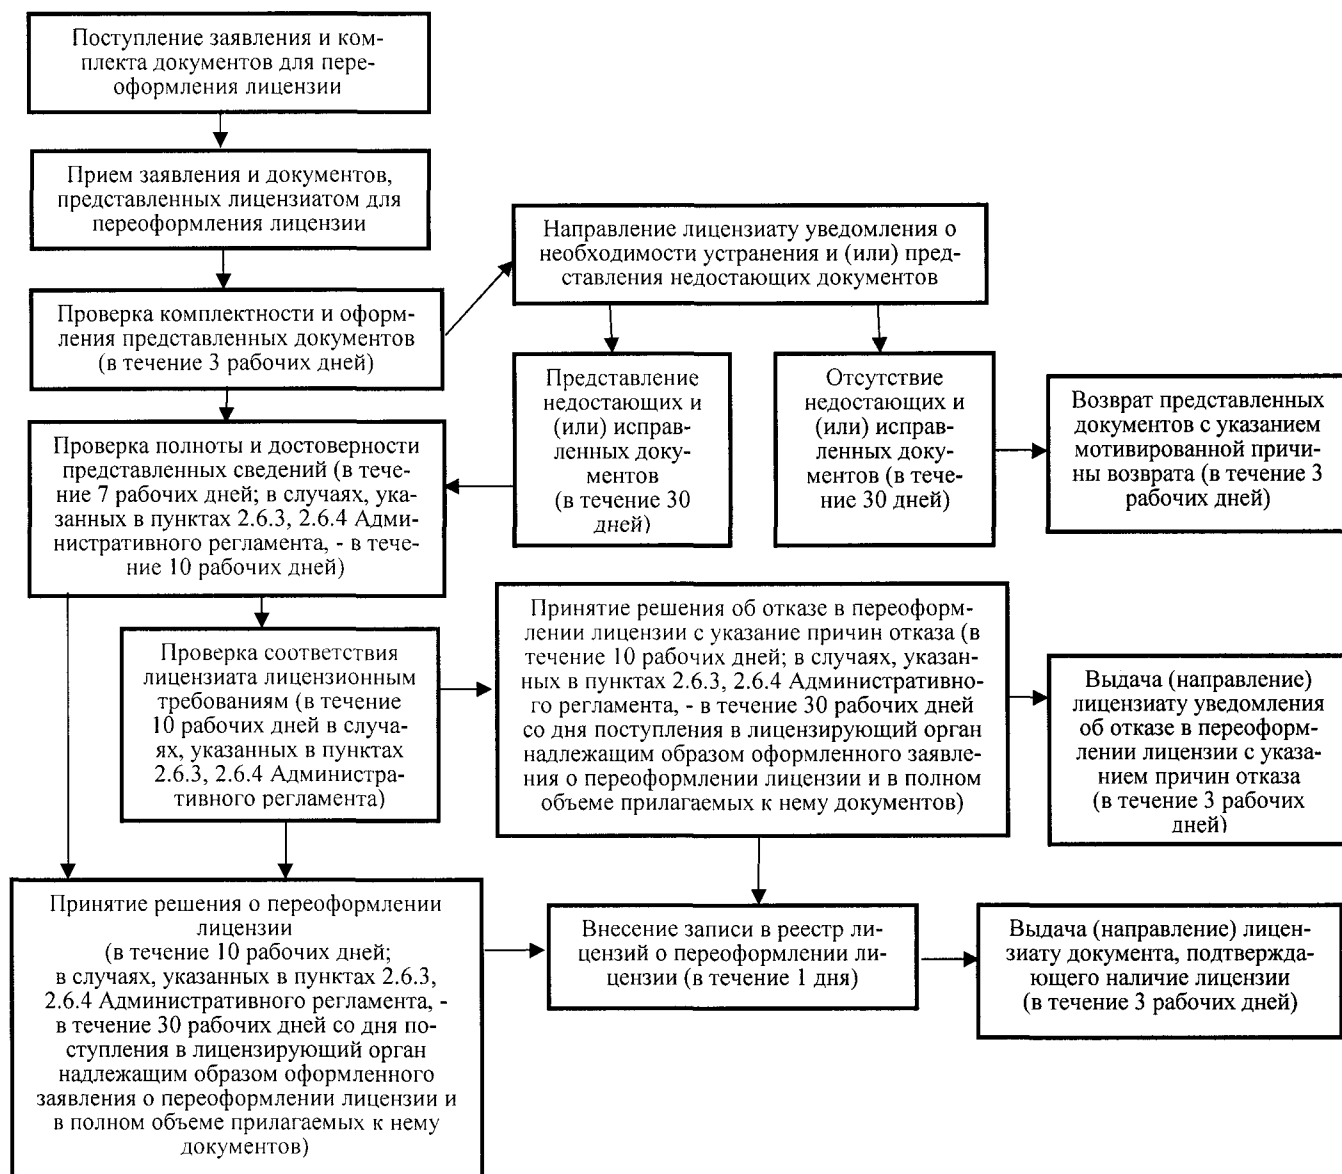 Поступление заявления и ком-
плекта документов для пере-
оформления лицензии
Прием заявления и документов,
представленных лицензиатом для
переоформления лицензии
Направление лицензиату уведомления о
необходимости устранения и (или) пред-
ставления недостающих документов
Проверка комплектности и оформ-
ления представленных документов
(в течение 3 рабочих дней)
Представление
недостающих и
(или) исправ-
ленных доку-
ментов
(в течение 30
дней)
Отсутствие
недостающих и
(или) исправ-
ленных доку-
ментов (в тече-
ние 30 дней)
Возврат представленных
документов с указанием
мотивированной причи-
ны возврата (в течение 3
рабочих дней)
Проверка полноты и достоверности
представленных сведений (в тече-
ние 7 рабочих дней; в случаях, ука-
занных в пунктах 2.6.3, 2.6.4 Адми-
нистративного регламента, - в тече-
ние 10 рабочих дней)
Проверка соответствия
лицензиата лицензионным
требованиям (в течение
10 рабочих дней в случа-
ях, указанных в пунктах
2.6.3, 2.6.4 Администра-
тивного регламента)
Принятие решения об отказе в переоформ-
лении лицензии с указание причин отказа (в
течение 10 рабочих дней; в случаях, указан-
ных в пунктах 2.6.3, 2.6.4 Административно-
го регламента, - в течение 30 рабочих дней
со дня поступления в лицензирующий орган
надлежащим образом оформленного заявле-
ния о переоформлении лицензии и в полном
объеме прилагаемых к нему документов)
Выдача (направление)
лицензиату уведомления
об отказе в переоформ-
лении лицензии с указа-
нием причин отказа
(в течение 3 рабочих
дней)
Принятие решения о переоформлении
лицензии
(в течение 10 рабочих дней;
в случаях, указанных в пунктах 2.6.3,
2.6.4 Административного регламента, -
в течение 30 рабочих дней со дня по-
ступления в лицензирующий орган
надлежащим образом оформленного
заявления о переоформлении лицензии и
в полном объеме прилагаемых к нему
документов)
Внесение записи в реестр ли-
цензий о переоформлении ли-
цензии (в течение 1 дня)
Выдача (направление) лицен-
зиату документа, подтвержда-
ющего наличие лицензии
(в течение 3 рабочих дней)